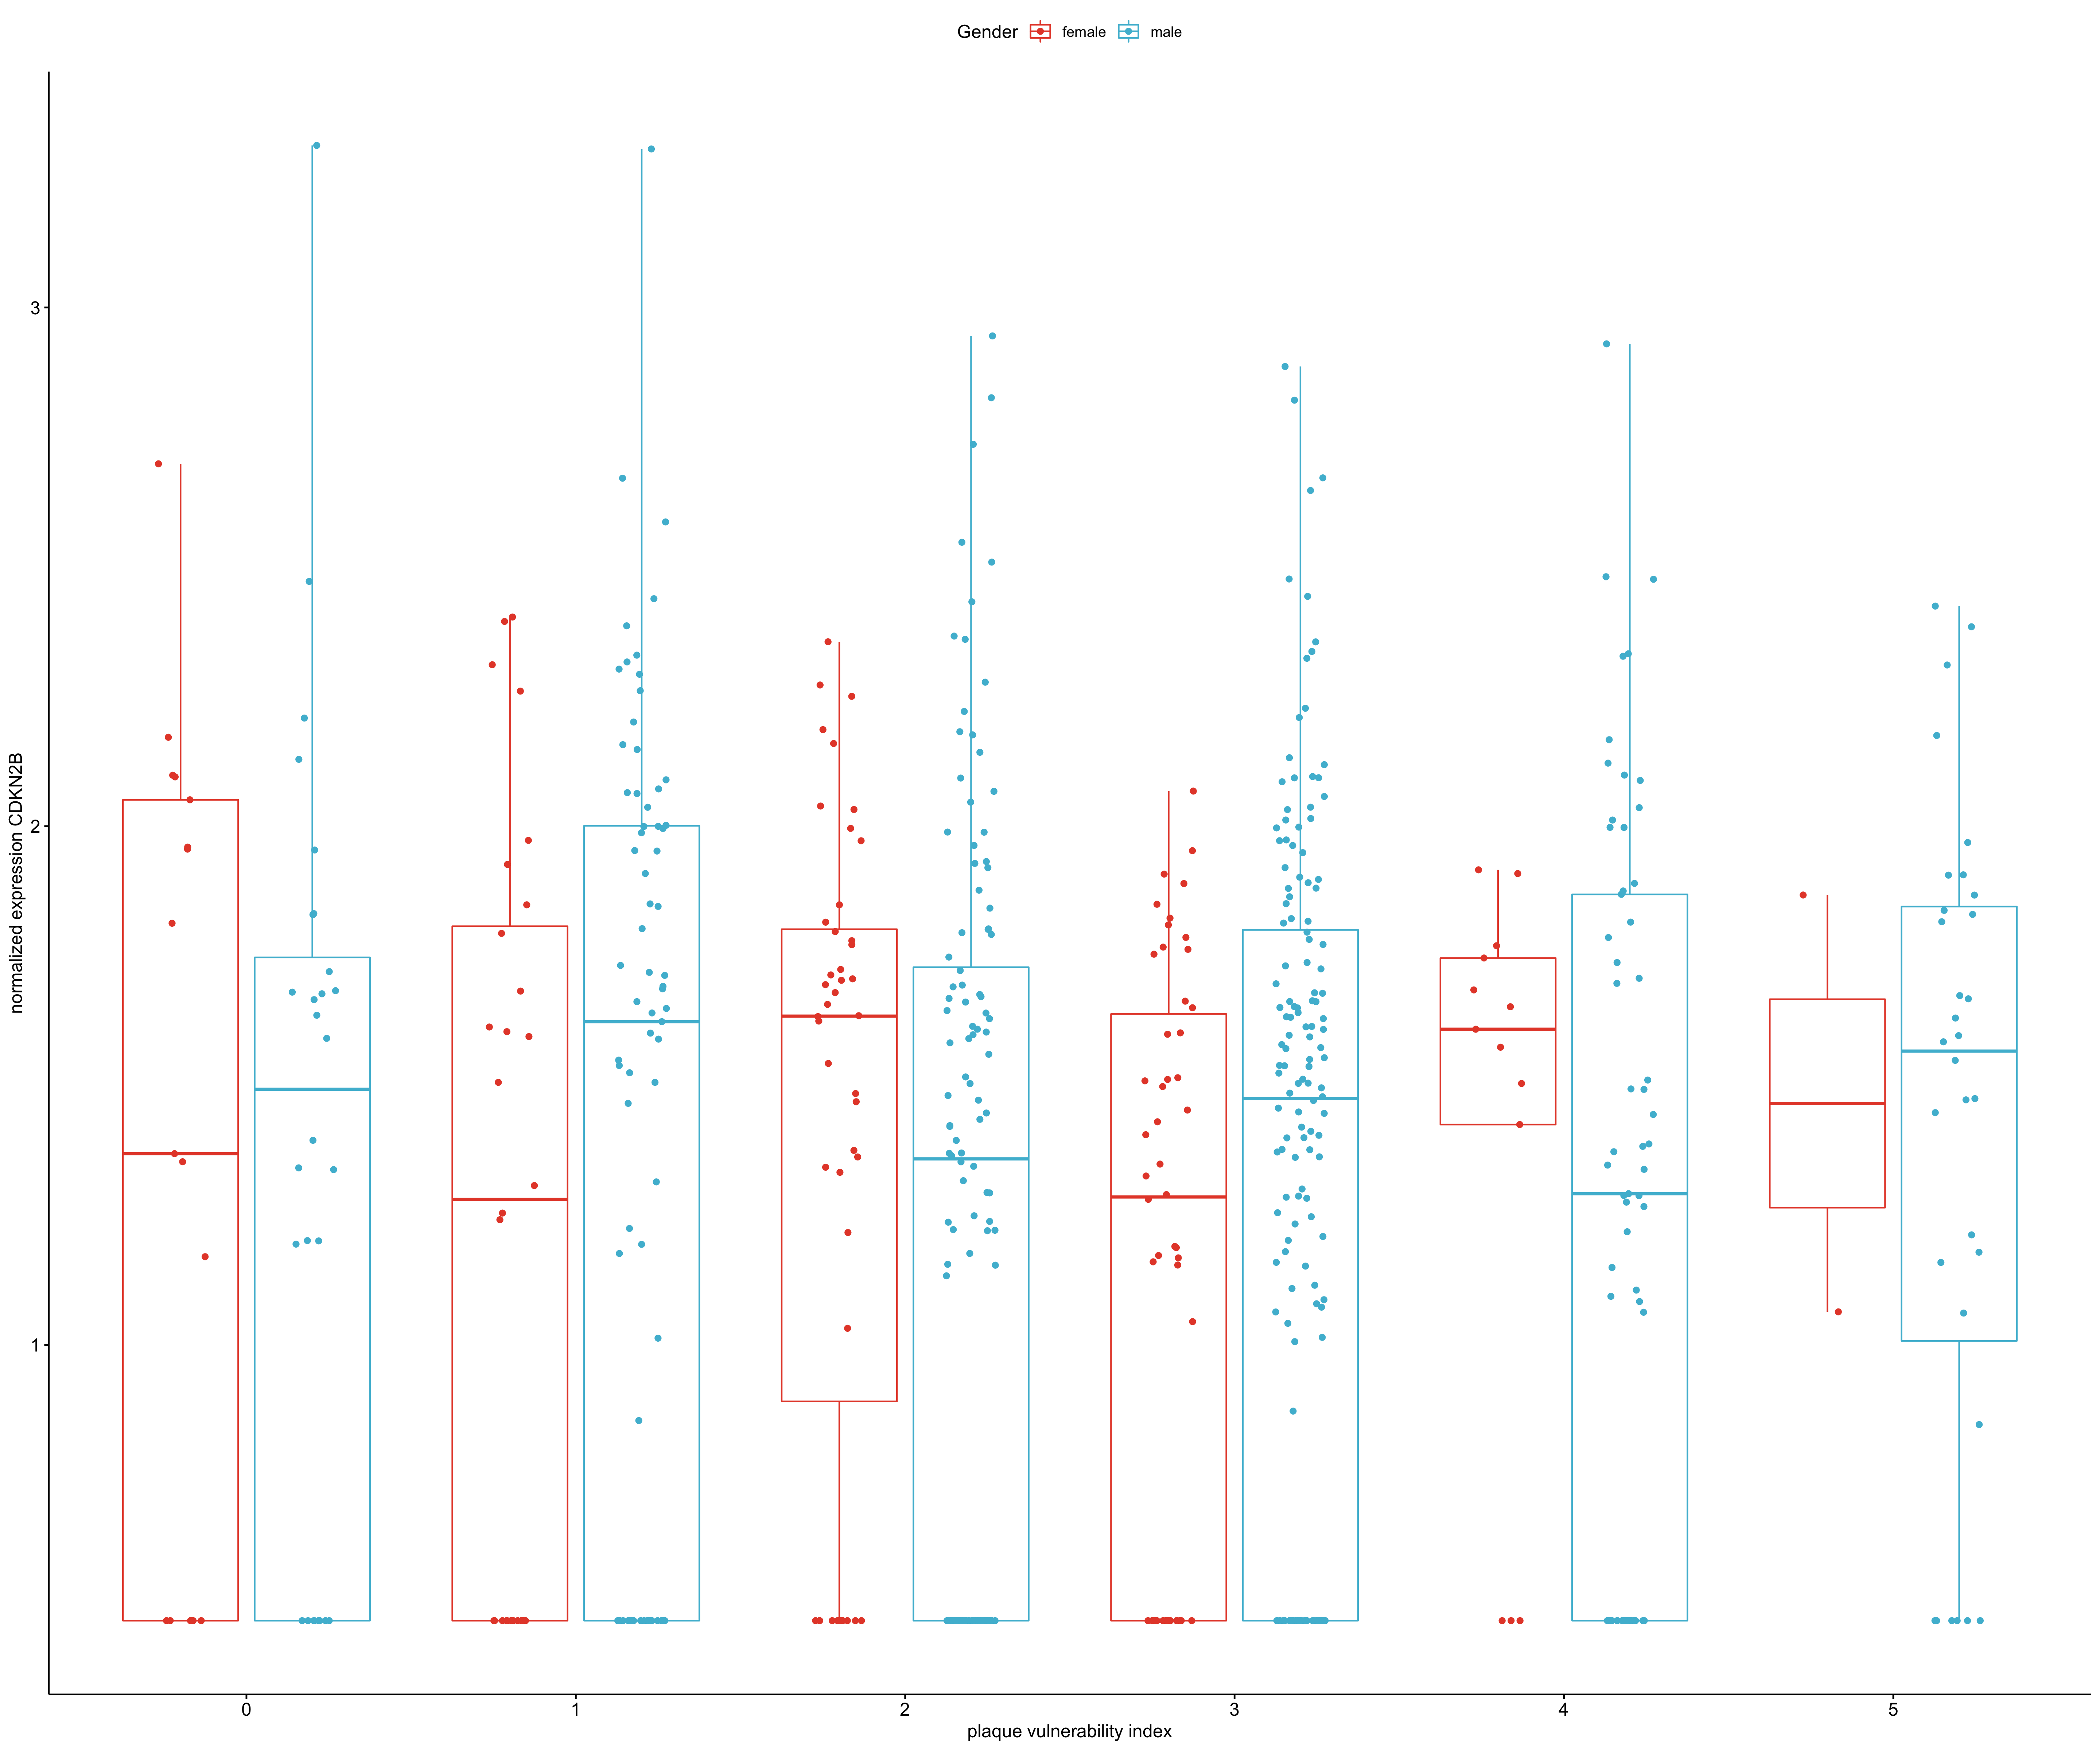 Gender female male
normalized expression CDKN2B
3
2
1
0 1 2 3 4 5
plaque vulnerability index